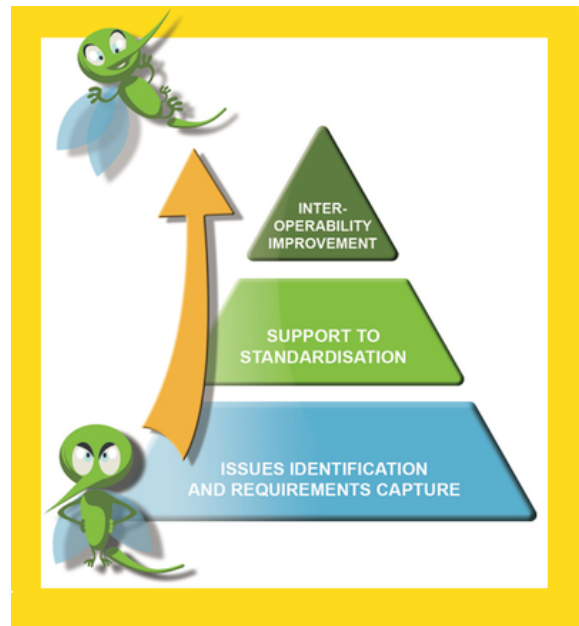 INTER-
OPERABILITY
IMPROVEMENT
SUPPORT TO
STANDARDISATION
ISSUES IDENTIFICATION
AND REQUIREMENTS CAPTURE